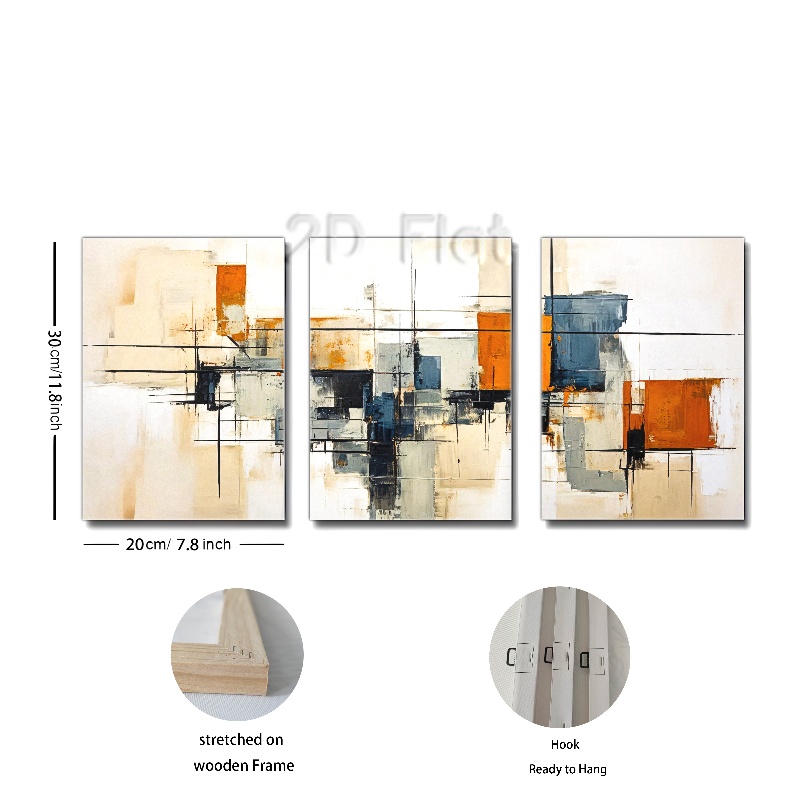 2D Flat
30cm/11.8inch
20cm/ 7.8 inch
stretched on
wooden Frame
Hook
Ready to Hang